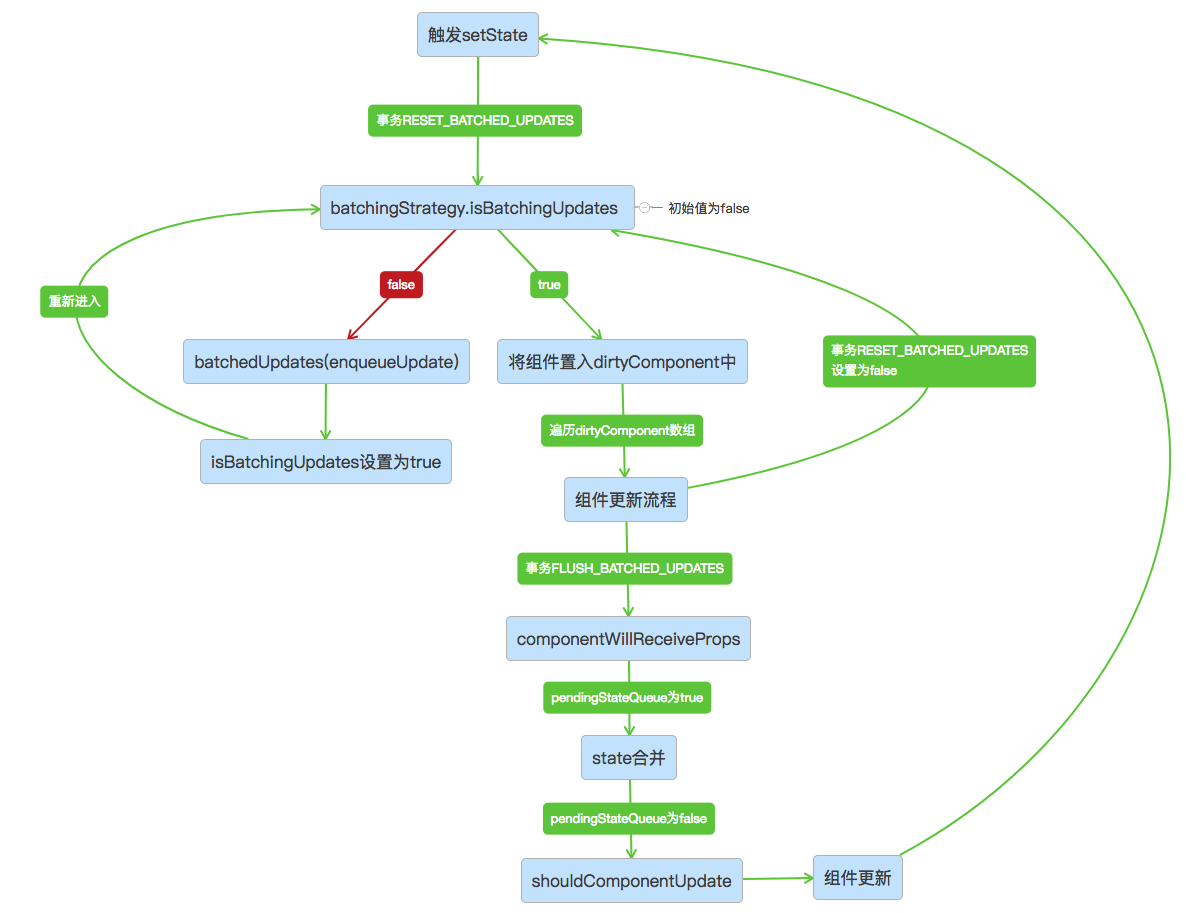 触发setState
事务RESET_BATCHED_UPDATES
batchingStrategy.isBatchingUpdates
初始值为false
false
true
重新进入
batchedUpdates(enqueueUpdate)
将组件置入dirtyComponent中
事务RESET_BATCHED_UPDATES
设置为false
遍历dirtyComponent数组
isBatchingUpdates设置为true
组件更新流程
事务FLUSH_BATCHED_UPDATES
componentWillReceiveProps
pendingStateQueue为true
state合并
pendingStateQueue为false
shouldComponentUpdate
组件更新